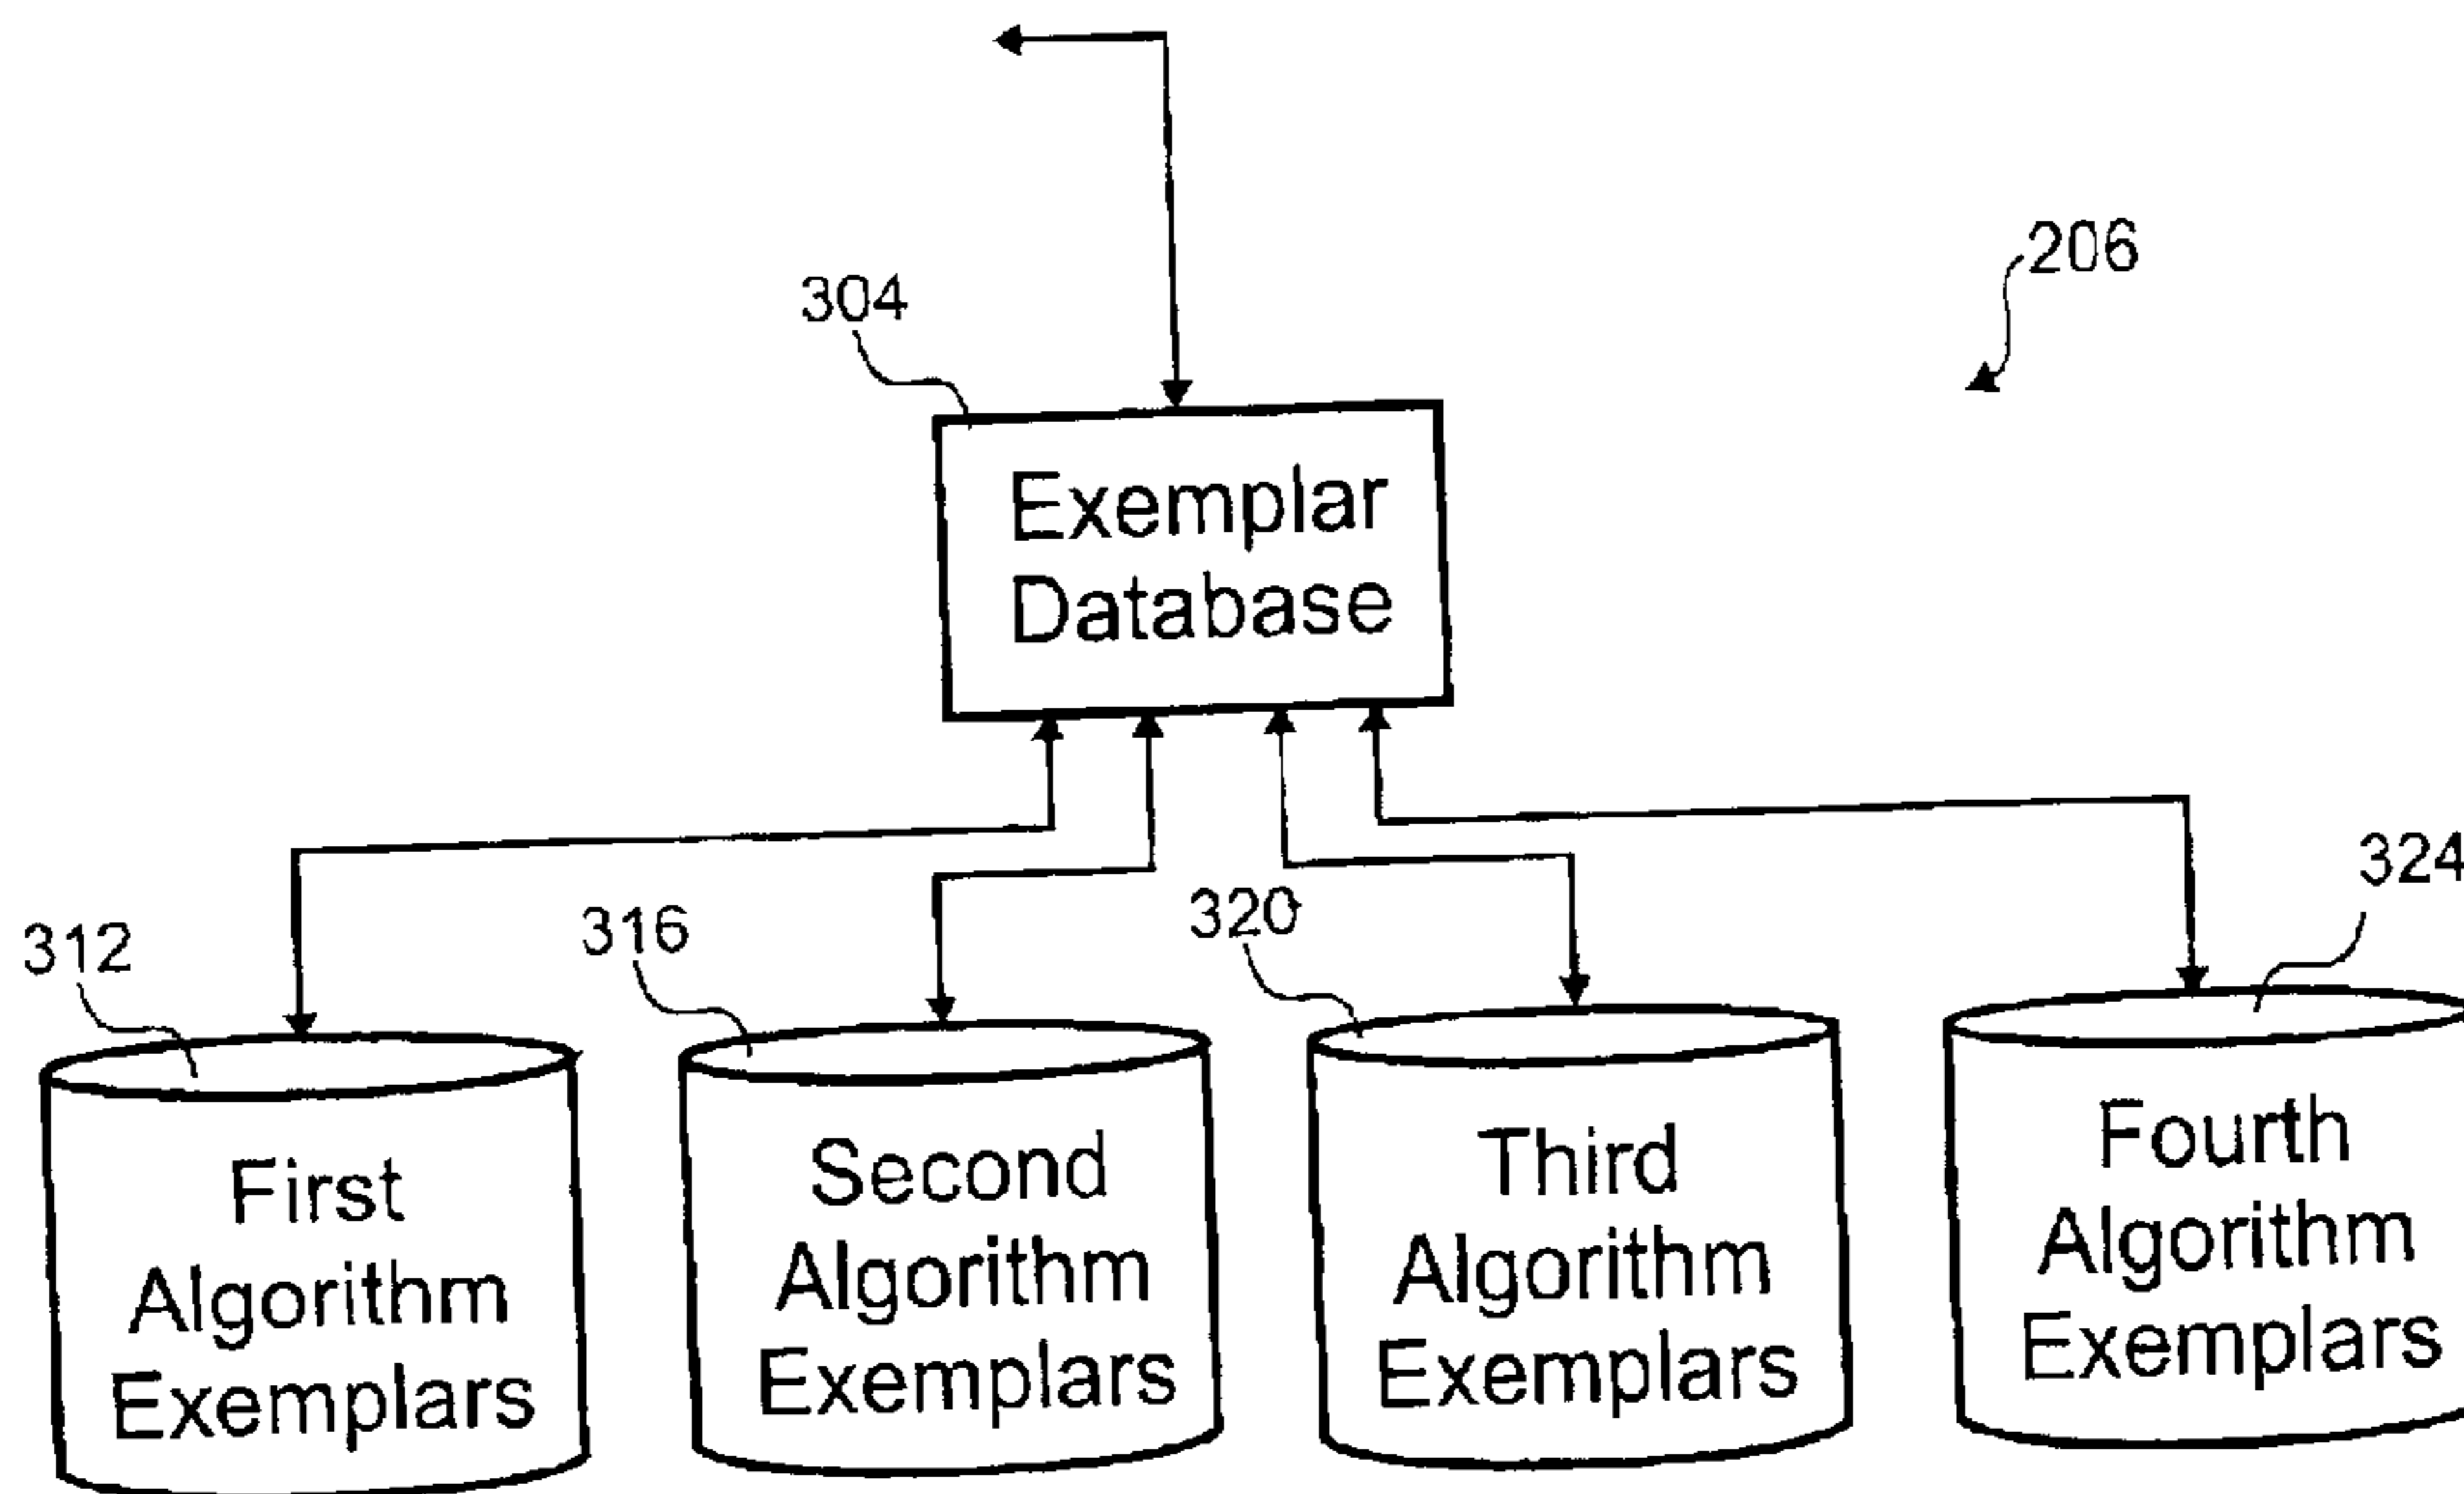 206
304
Exemplar
Database
312
316
320
324
First
Algorithm
Exemplars
Second
Algorithm
Exemplars
Third
Algorithm
Exemplars
Fourth
Algorithm
Exemplars